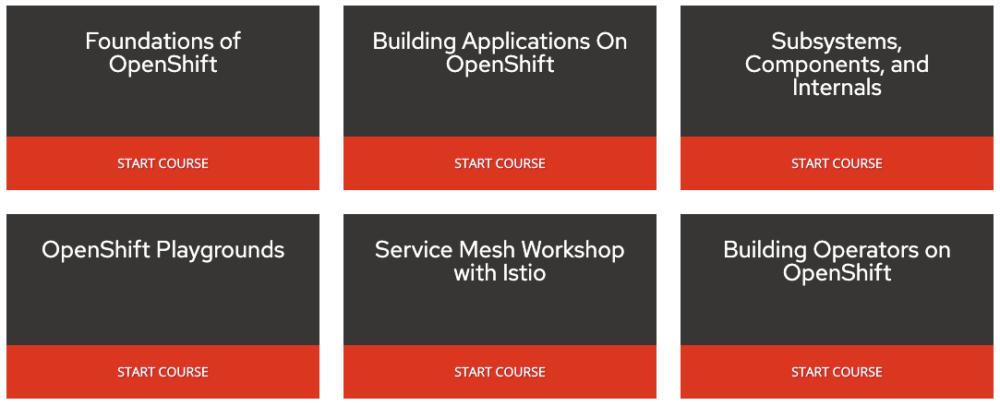 Foundations of
OpenShift
START COURSE
Building Applications On
OpenShift
START COURSE
Subsystems,
Components, and
Internals
START COURSE
OpenShift Playgrounds
START COURSE
Service Mesh Workshop
with Istio
START COURSE
Building Operators on
OpenShift
START COURSE